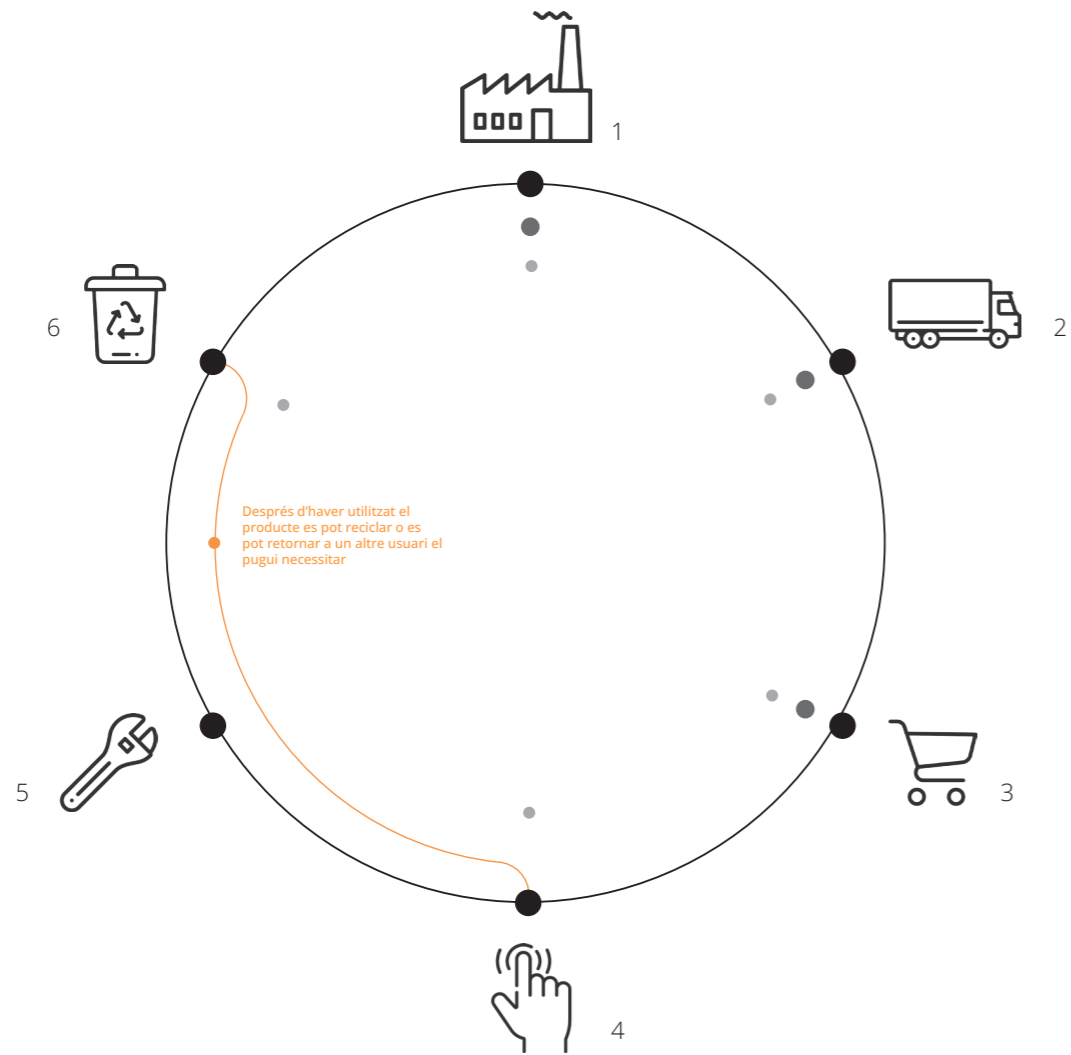 1
6
2
Després d'haver utilitzat el
producte es pot reciclar o es
pot retornar a un altre usuari el
pugui necessitar
5
3
4